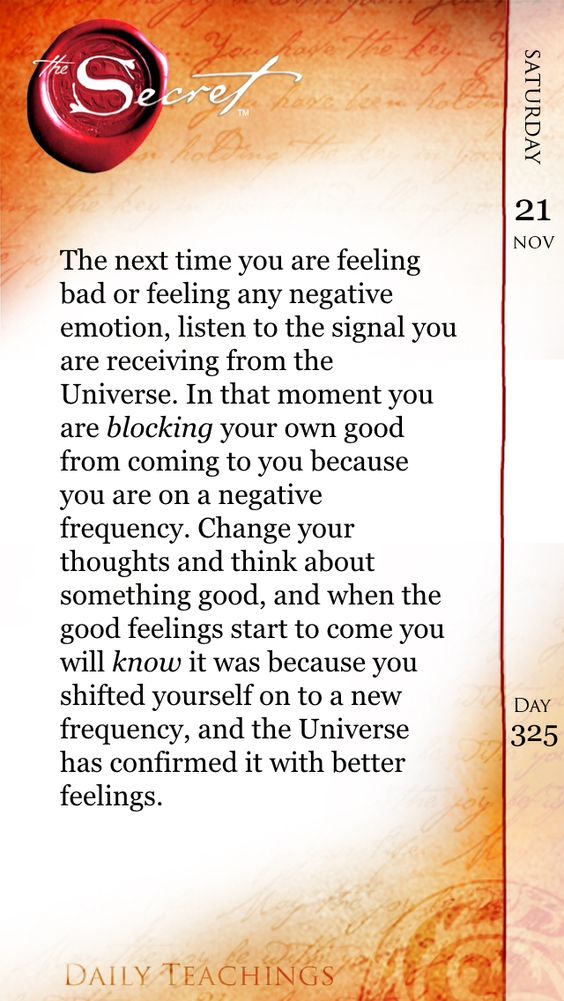 the Secret™
SATURDAY
21
NOV
The next time you are feeling
bad or feeling any negative
emotion, listen to the signal you
are receiving from the
Universe. In that moment you
are blocking your own good
from coming to you because
you are on a negative
frequency. Change your
thoughts and think about
something good, and when the
good feelings start to come you
will know it was because you
shifted yourself on to a new
frequency, and the Universe
has confirmed it with better
feelings.
DAY
325
DAILY TEACHINGS